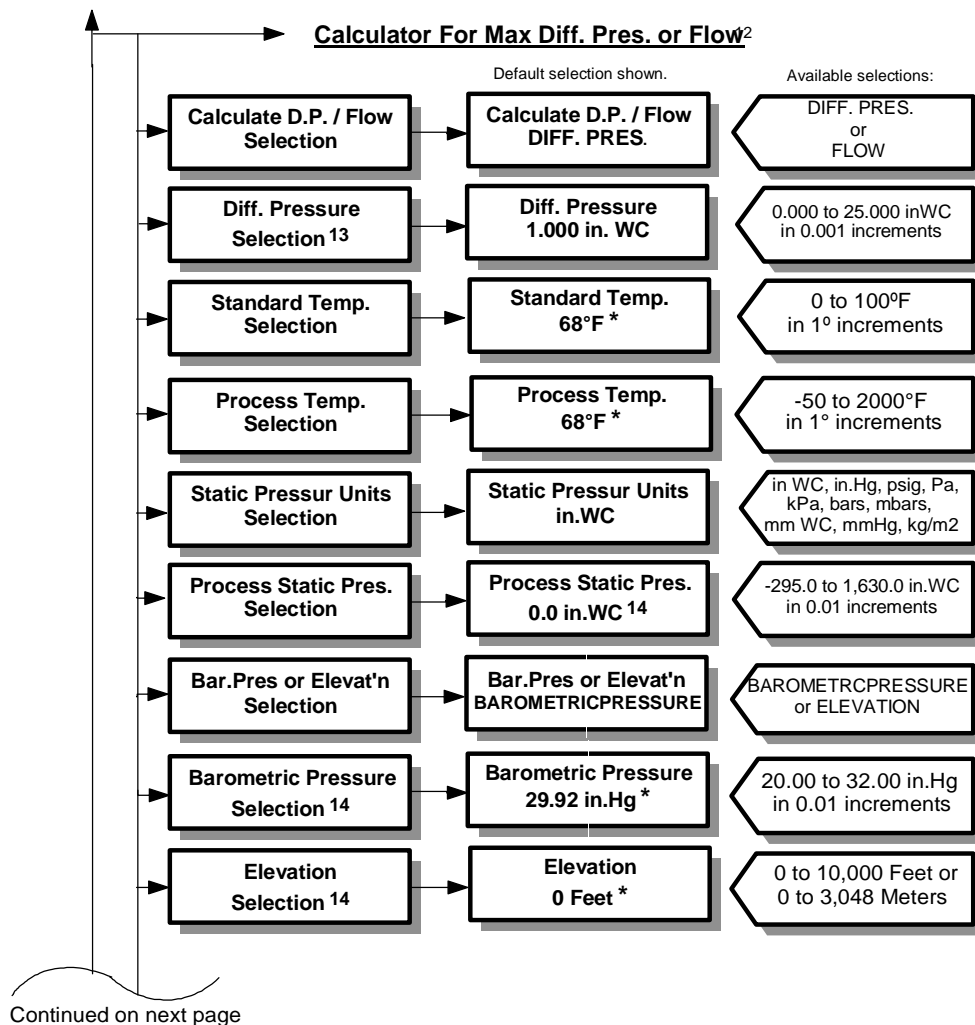 Calculator For Max Diff. Pres. or Flow12
Default selection shown.
Available selections:
Calculate D.P. / Flow
Selection
Calculate D.P. / Flow
DIFF. PRES.
DIFF. PRES.
or
FLOW
Diff. Pressure
Selection 13
Diff. Pressure
1.000 in. WC
0.000 to 25.000 inWC
in 0.001 increments
Standard Temp.
Selection
Standard Temp.
68°F *
0 to 100ºF
in 1º increments
Process Temp.
Selection
Process Temp.
68°F *
-50 to 2000°F
in 1° increments
Static Pressur Units
Selection
Static Pressur Units
in.WC
in WC, in.Hg, psig, Pa,
kPa, bars, mbars,
mm WC, mmHg, kg/m2
Process Static Pres.
Selection
Process Static Pres.
0.0 in.WC 14
-295.0 to 1,630.0 in.WC
in 0.01 increments
Bar.Pres or Elevat'n
Selection
Bar.Pres or Elevat'n
BAROMETRICPRESSURE
BAROMETRCPRESSURE
or ELEVATION
Barometric Pressure
Selection 14
Barometric Pressure
29.92 in.Hg *
20.00 to 32.00 in.Hg
in 0.01 increments
Elevation
Selection 14
Elevation
0 Feet *
0 to 10,000 Feet or
0 to 3,048 Meters
Continued on next page